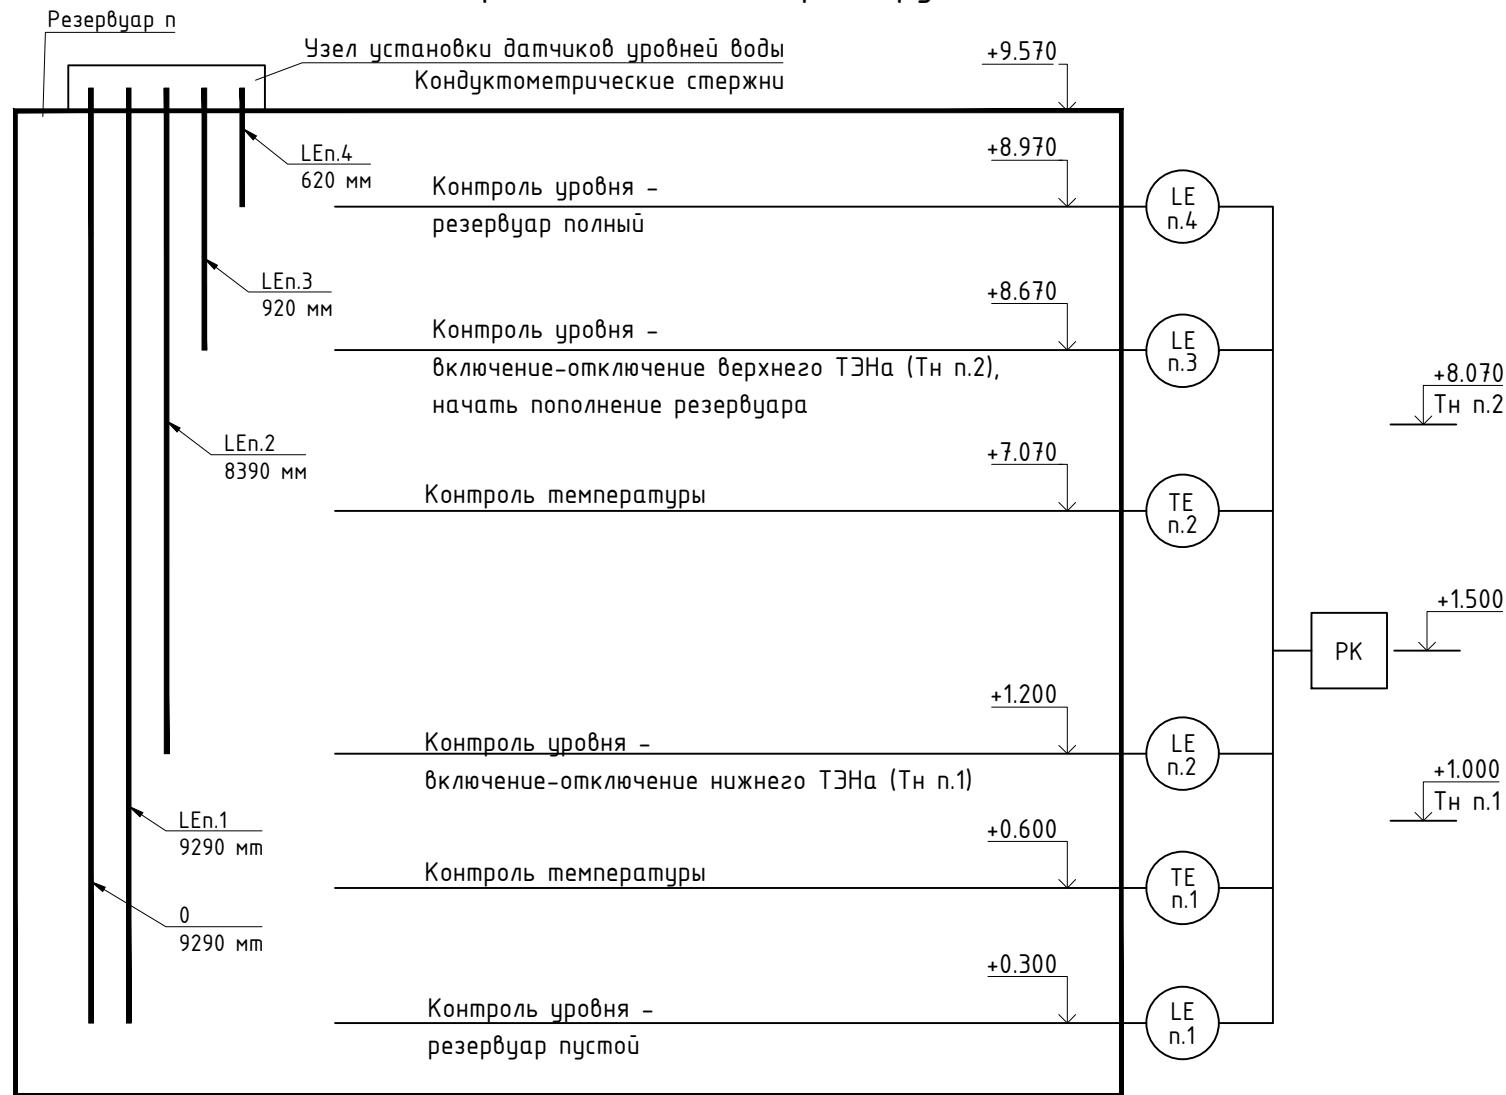 Резервуар n
Узел установки датчиков уровней воды
Кондуктометрические стержни
+9.570
LEn.4
620 мм
+8.970
Контроль уровня –
резервуар полный
LE
n.4
LEn.3
920 мм
+8.670
Контроль уровня –
включение-отключение верхнего ТЭНа (Тн n.2),
начать пополнение резервуара
LE
n.3
+8.070
Тн n.2
LEn.2
8390 мм
+7.070
Контроль температуры
TE
n.2
+1.500
РК
+1.200
Контроль уровня –
включение-отключение нижнего ТЭНа (Тн n.1)
LE
n.2
+1.000
Тн n.1
LEn.1
9290 mm
+0.600
Контроль температуры
TE
n.1
0
9290 mm
+0.300
Контроль уровня –
резервуар пустой
LE
n.1